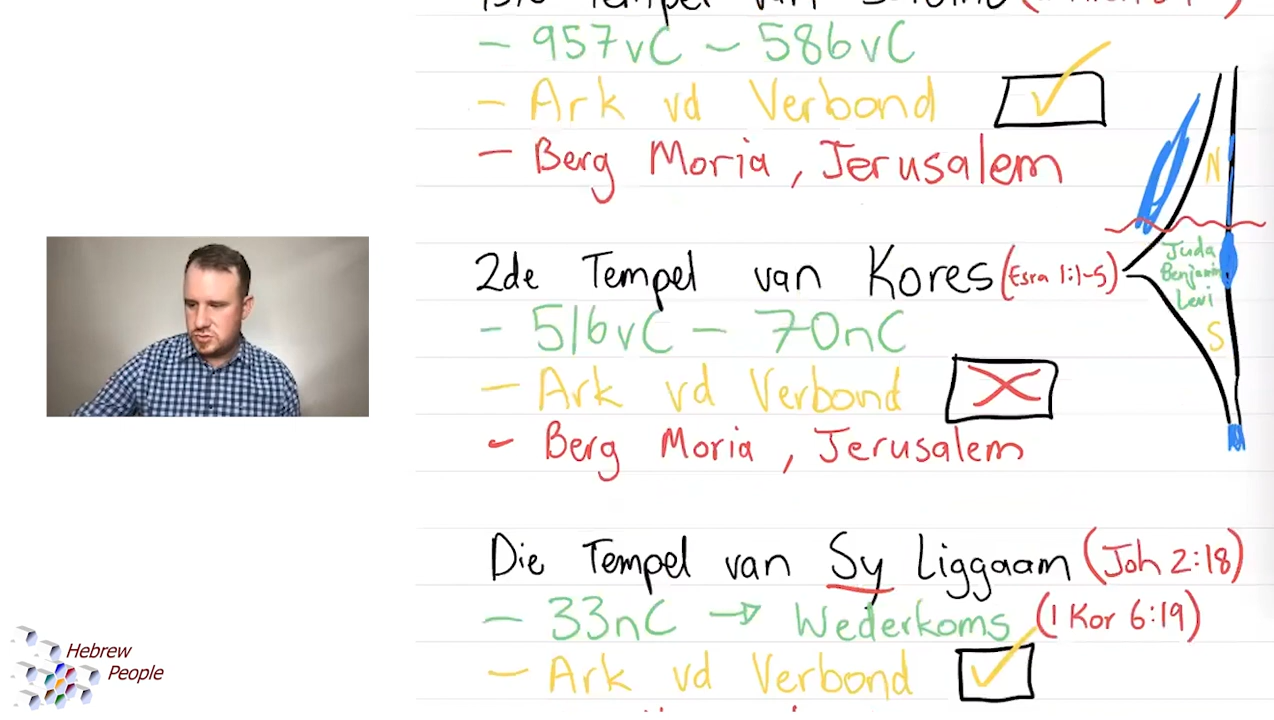 Tempel van
- 957vC - 586vC
- Ark vd Verbond
- Berg Moria, Jerusalem
N
Juda
Benjamin
Levi
S
2de Tempel van Kores (Esra 1:1-5)
- 516vC - 70nC
- Ark vd Verbond
- Berg Moria, Jerusalem
Die Tempel van Sy Liggaam (Joh 2:18)
- 33nC → Wederkoms (1 Kor 6:19)
- Ark vd Verbond
Hebrew
People